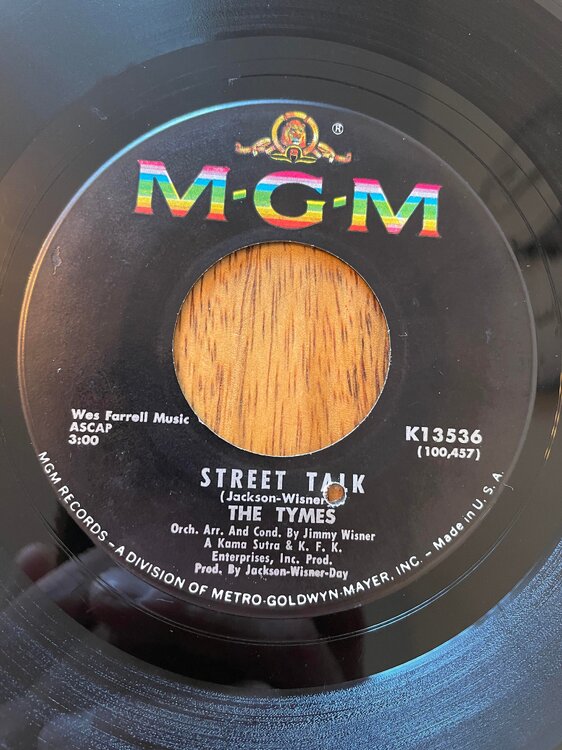 ®
M-G-M
Wes Farrell Music
ASCAP
3:00
K13536
(100,457)
STREET TALK
(Jackson-Wisner)
THE TYMES
Orch. Arr. And Cond. By Jimmy Wisner
A Kama Sutra & K. F. K.
Enterprises, Inc. Prod.
Prod. By Jackson-Wisner-Day
MGM RECORDS – A DIVISION OF METRO-GOLDWYN-MAYER, INC. – Made in U. S. A.